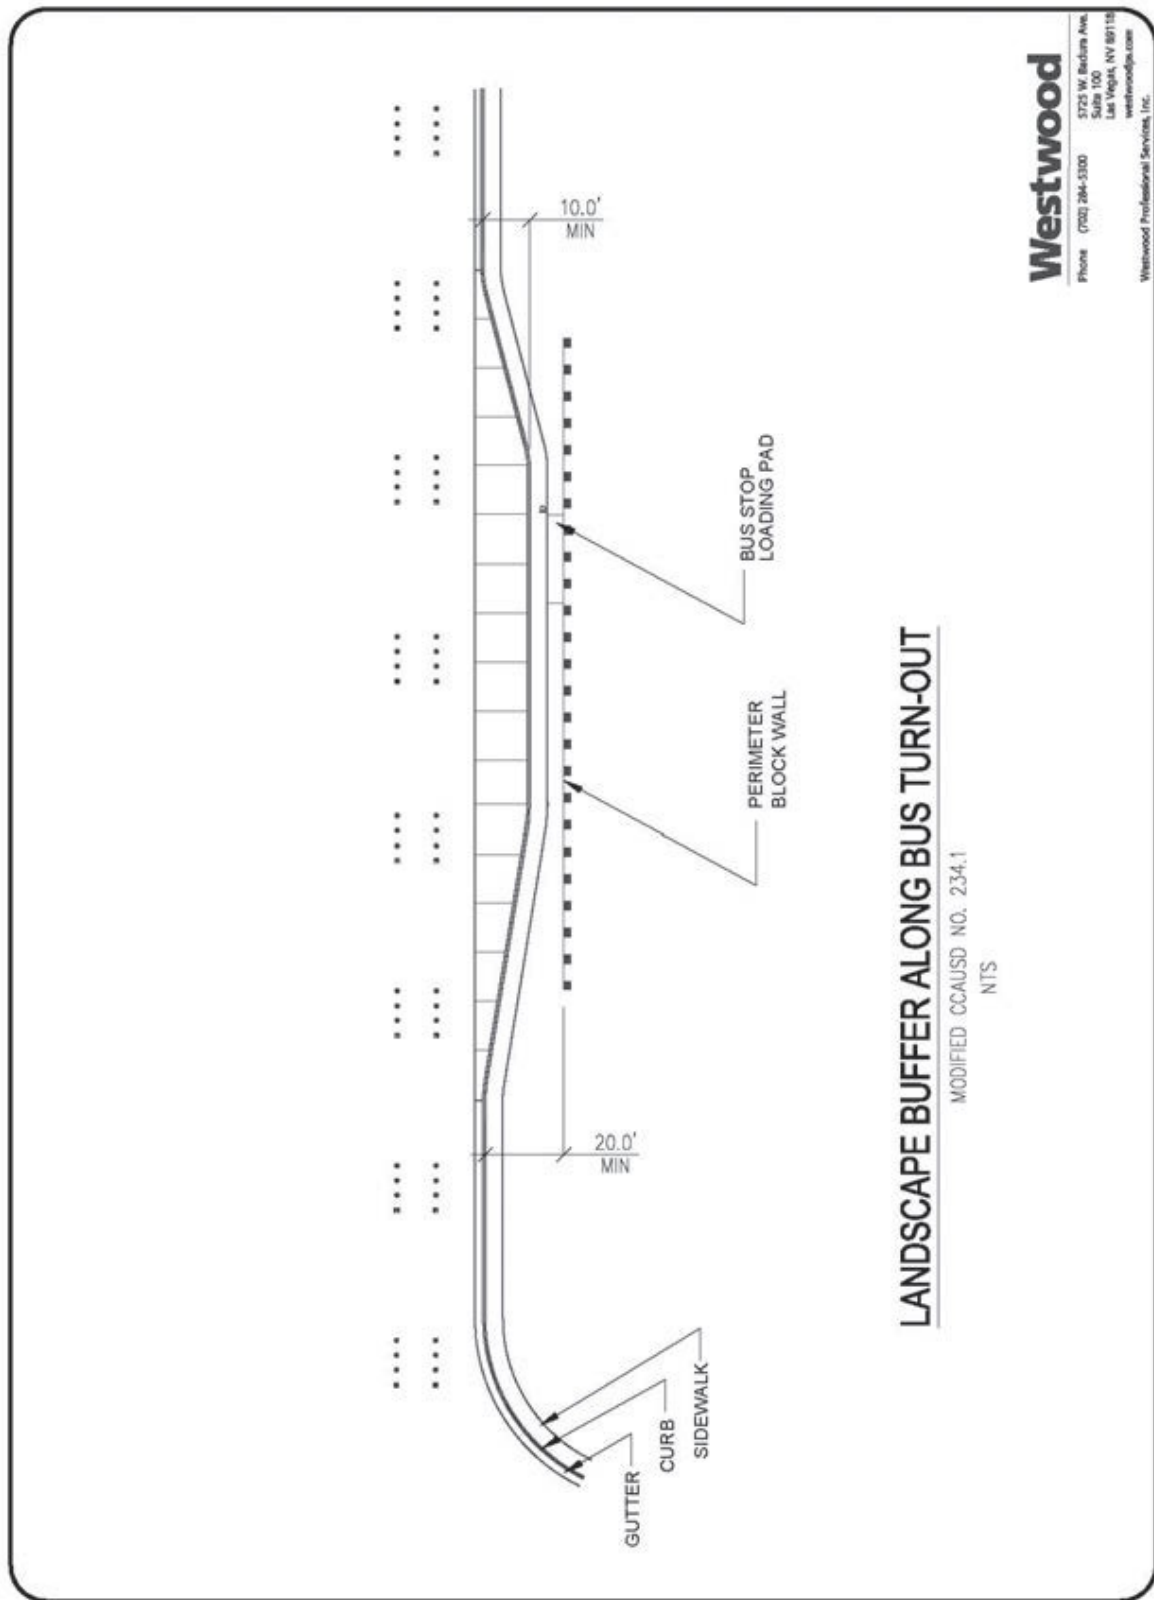 10.0'
MIN
20.0'
MIN
BUS STOP
LOADING PAD
PERIMETER
BLOCK WALL
GUTTER
CURB
SIDEWALK
LANDSCAPE BUFFER ALONG BUS TURN-OUT
MODIFIED CCAUSD NO. 234.1
NTS
Westwood
Phone (702) 284-5300
5725 W. Badura Ave.
Suite 100
Las Vegas, NV 89118
westwoodps.com
Westwood Professional Services, Inc.